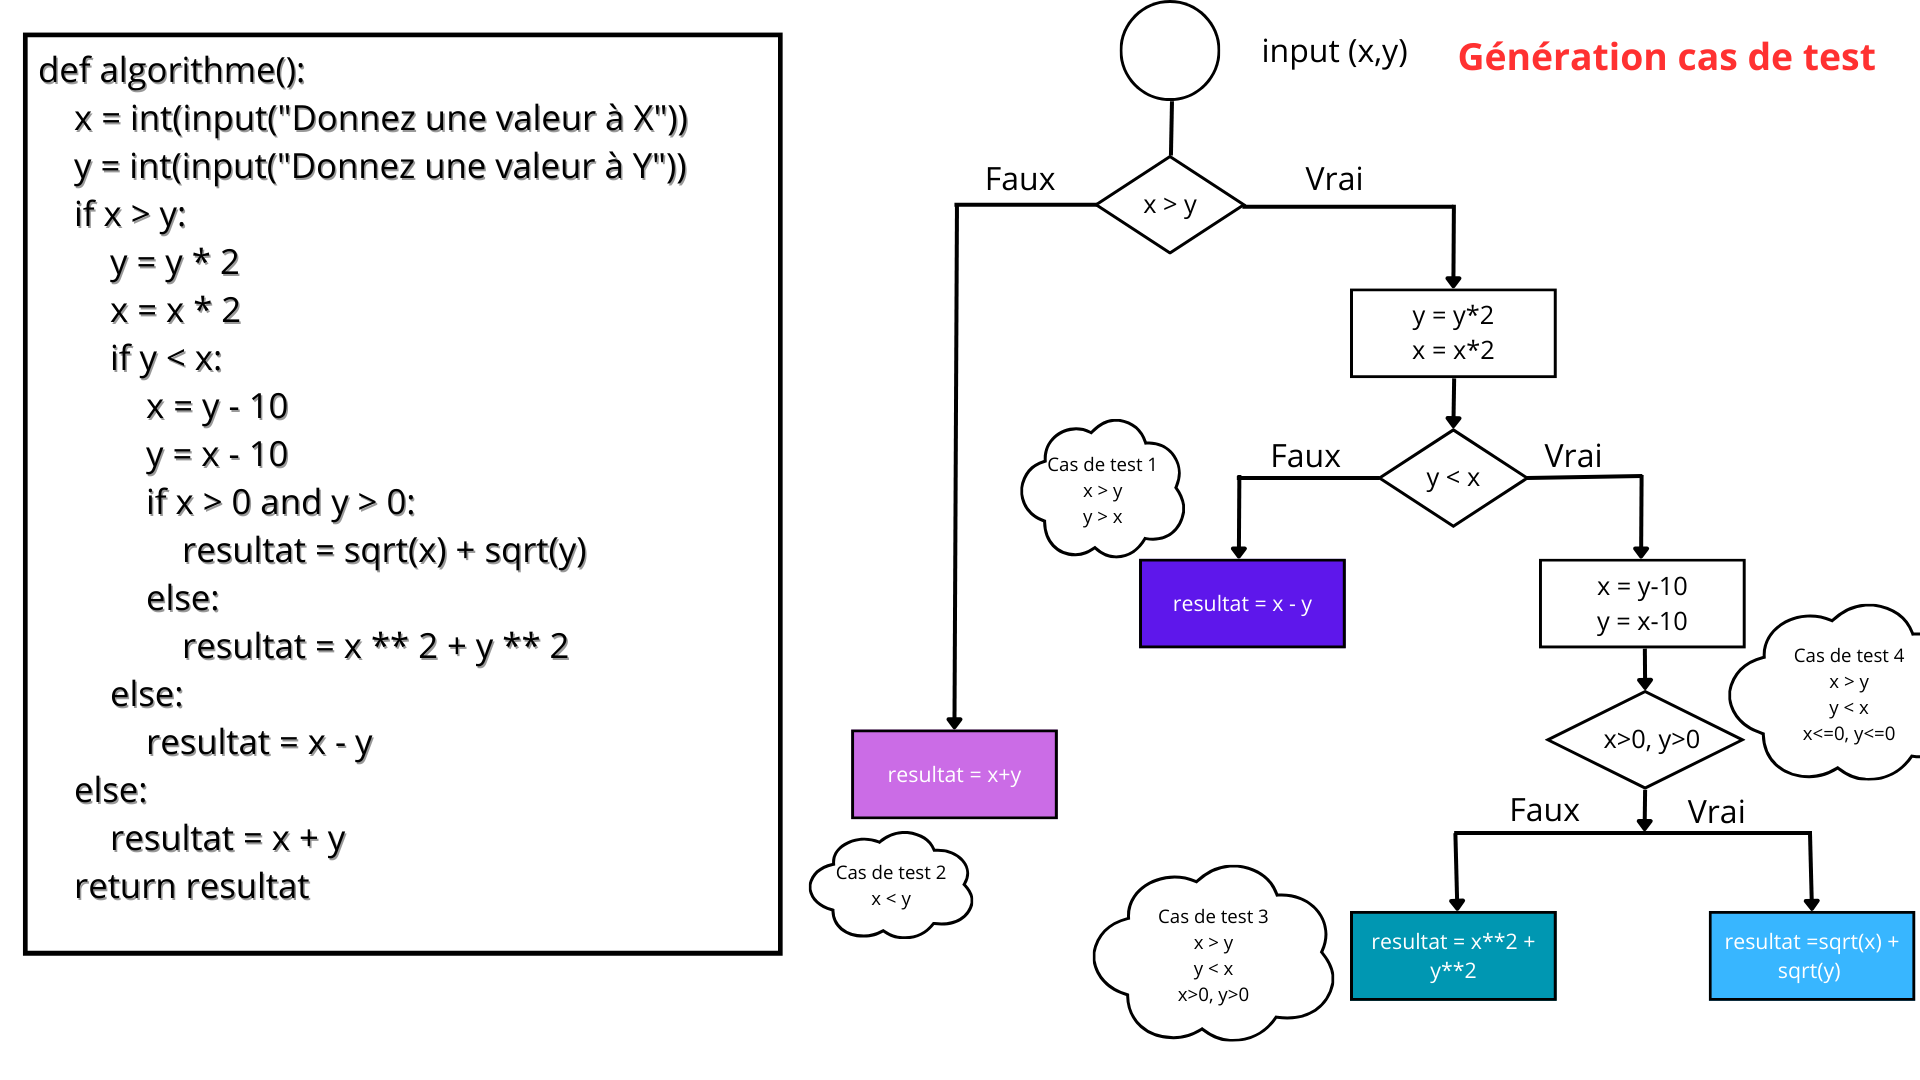 def algorithme():
x = int(input("Donnez une valeur à X"))
y = int(input("Donnez une valeur à Y"))
if x > y:
y = y * 2
x = x * 2
if y < x:
x = y - 10
y = x - 10
if x > 0 and y > 0:
resultat = sqrt(x) + sqrt(y)
else:
resultat = x ** 2 + y ** 2
else:
resultat = x - y
else:
resultat = x + y
return resultat
input (x,y)
Génération cas de test
Faux
Vrai
x > y
y = y*2
x = x*2
Faux
Vrai
y < x
Cas de test 1
x > y
y > x
resultat = x - y
x = y-10
y = x-10
Cas de test 4
x > y
y < x
x<=0, y<=0
x>0, y>0
resultat = x+y
Faux
Vrai
Cas de test 2
x < y
Cas de test 3
x > y
y < x
x>0, y>0
resultat = x**2 +
y**2
resultat =sqrt(x) +
sqrt(y)